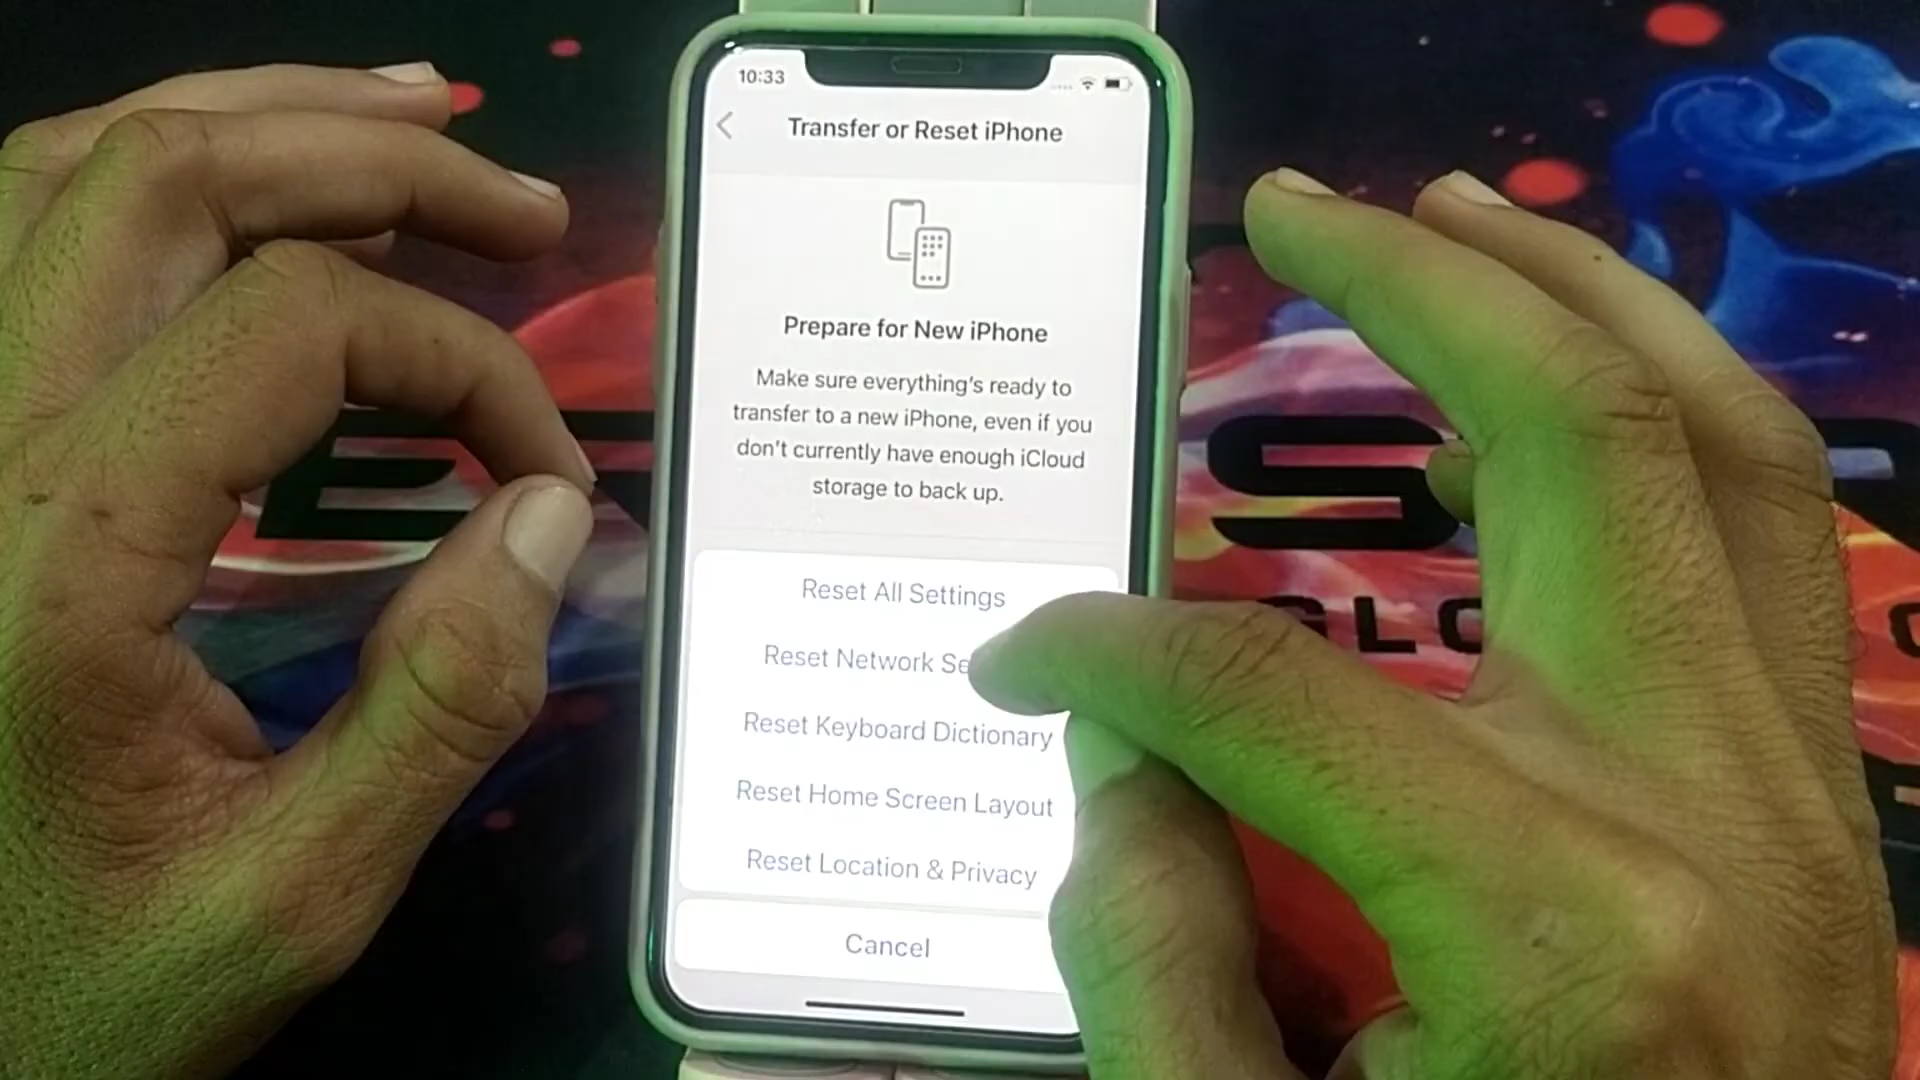 10:33
Transfer or Reset iPhone
Prepare for New iPhone
Make sure everything's ready to
transfer to a new iPhone, even if you
don't currently have enough iCloud
storage to back up.
Reset All Settings
Reset Network Se
Reset Keyboard Dictionary
Reset Home Screen Layout
Reset Location & Privacy
Cancel